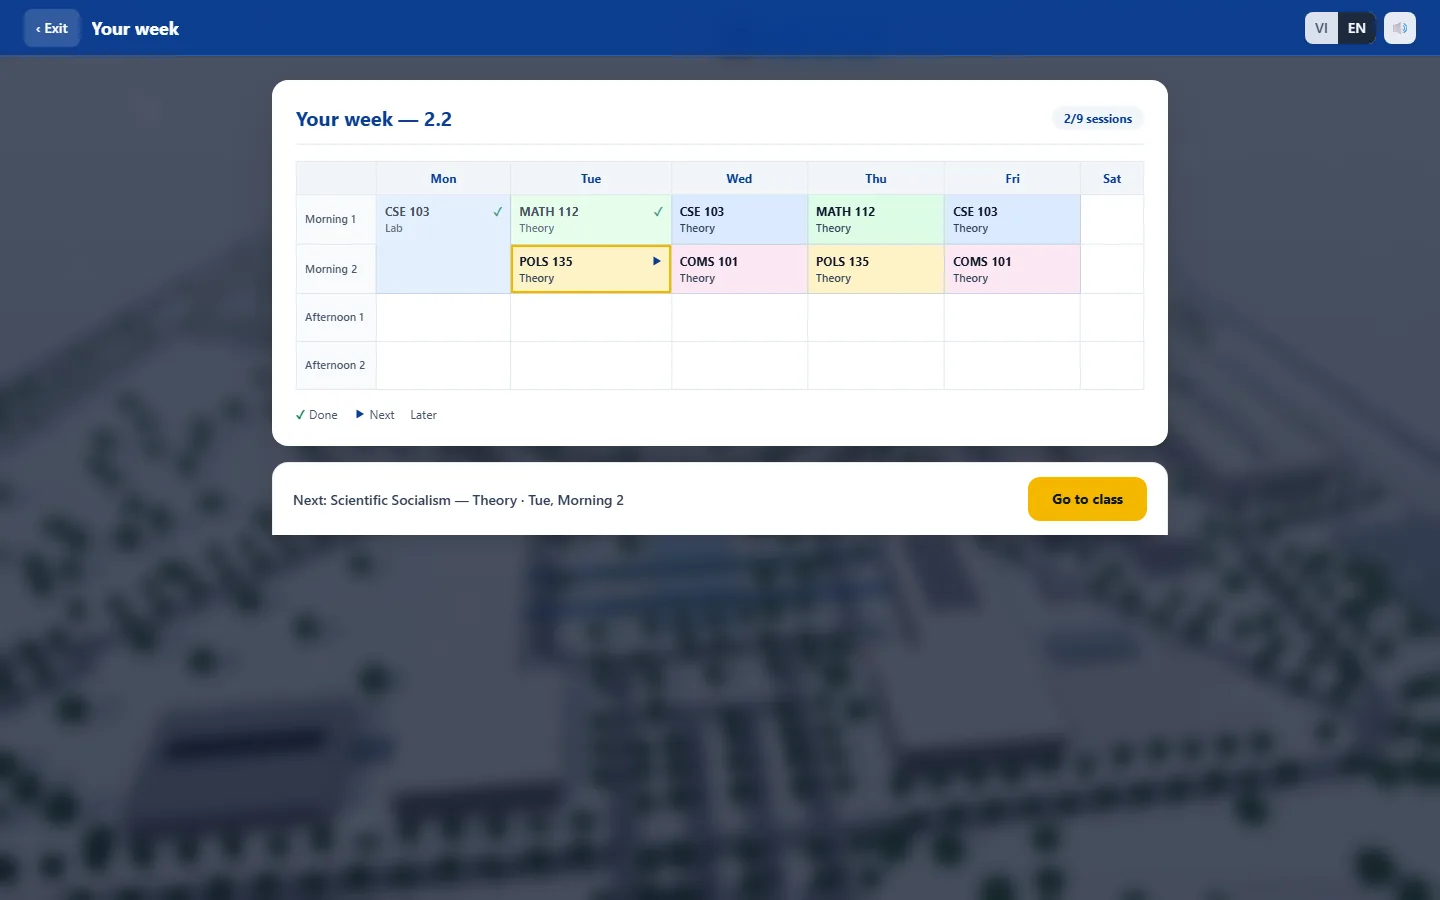 ‹ Exit
Your week
VI
EN
Your week — 2.2
2/9 sessions
Mon
Tue
Wed
Thu
Fri
Sat
Morning 1
CSE 103 ✓
Lab
MATH 112 ✓
Theory
CSE 103
Theory
MATH 112
Theory
CSE 103
Theory
Morning 2
POLS 135 ▶
Theory
COMS 101
Theory
POLS 135
Theory
COMS 101
Theory
Afternoon 1
Afternoon 2
✓ Done ▶ Next Later
Next: Scientific Socialism — Theory · Tue, Morning 2
Go to class